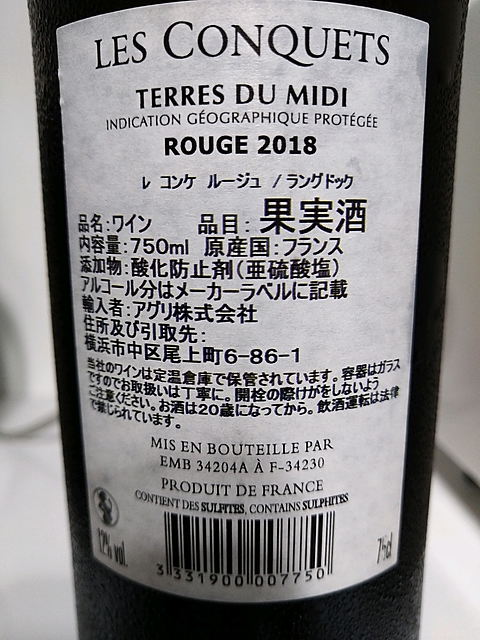 LES CONQUETS
TERRES DU MIDI
INDICATION GÉOGRAPHIQUE PROTÉGÉE
ROUGE 2018
レ コンケ ルージュ / ラングドック
品名:ワイン 品目:果実酒
内容量:750ml 原産国:フランス
添加物:酸化防止剤(亜硫酸塩)
アルコール分はメーカーラベルに記載
輸入者:アグリ株式会社
住所及び引取先:
横浜市中区尾上町6-86-1
当社のワインは定温倉庫で保管されています。容器はガラス
ですのでお取扱いは丁寧に。開栓の際けがをしないよう
ご注意ください。お酒は20歳になってから。飲酒運転は法律
で禁じられています。
MIS EN BOUTEILLE PAR
EMB 34204A À F-34230
PRODUIT DE FRANCE
CONTIENT DES SULFITES, CONTAINS SULPHITES
12% vol.
75cl
3 331900 007750